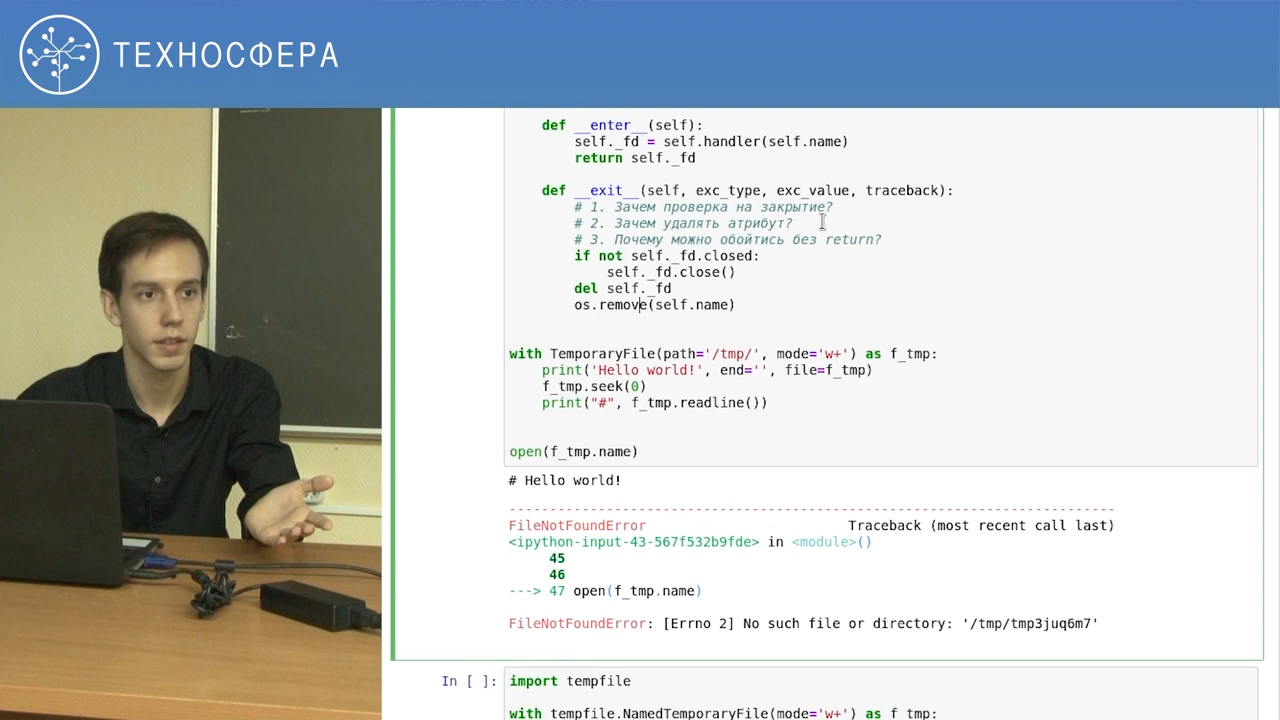 ТЕХНОСФЕРА
def __enter__(self):
self._fd = self.handler(self.name)
return self._fd
def __exit__(self, exc_type, exc_value, traceback):
# 1. Зачем проверка на закрытие?
# 2. Зачем удалять атрибут?
# 3. Почему можно обойтись без return?
if not self._fd.closed:
self._fd.close()
del self._fd
os.remove(self.name)
with TemporaryFile(path='/tmp/', mode='w+') as f_tmp:
print('Hello world!', end='', file=f_tmp)
f_tmp.seek(0)
print("#", f_tmp.readline())
open(f_tmp.name)
# Hello world!
---------------------------------------------------------------------------
FileNotFoundError Traceback (most recent call last)
<ipython-input-43-567f532b9fde> in <module>()
45
46
---> 47 open(f_tmp.name)
FileNotFoundError: [Errno 2] No such file or directory: '/tmp/tmp3juq6m7'
In [ ]: import tempfile
with tempfile.NamedTemporaryFile(mode='w+') as f_tmp: